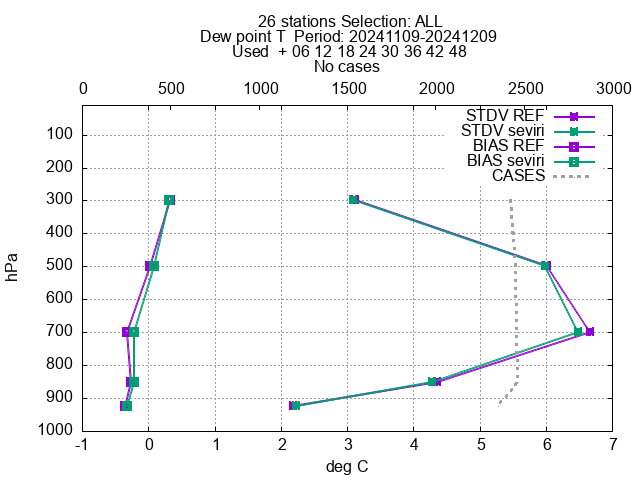 26 stations Selection: ALL
Dew point T  Period: 20241109-20241209
Used  + 06 12 18 24 30 36 42 48
No cases
0 500 1000 1500 2000 2500 3000
STDV REF
STDV seviri
BIAS REF
BIAS seviri
CASES
100
200
300
400
500
600
700
800
900
1000
hPa
-1 0 1 2 3 4 5 6 7
deg C